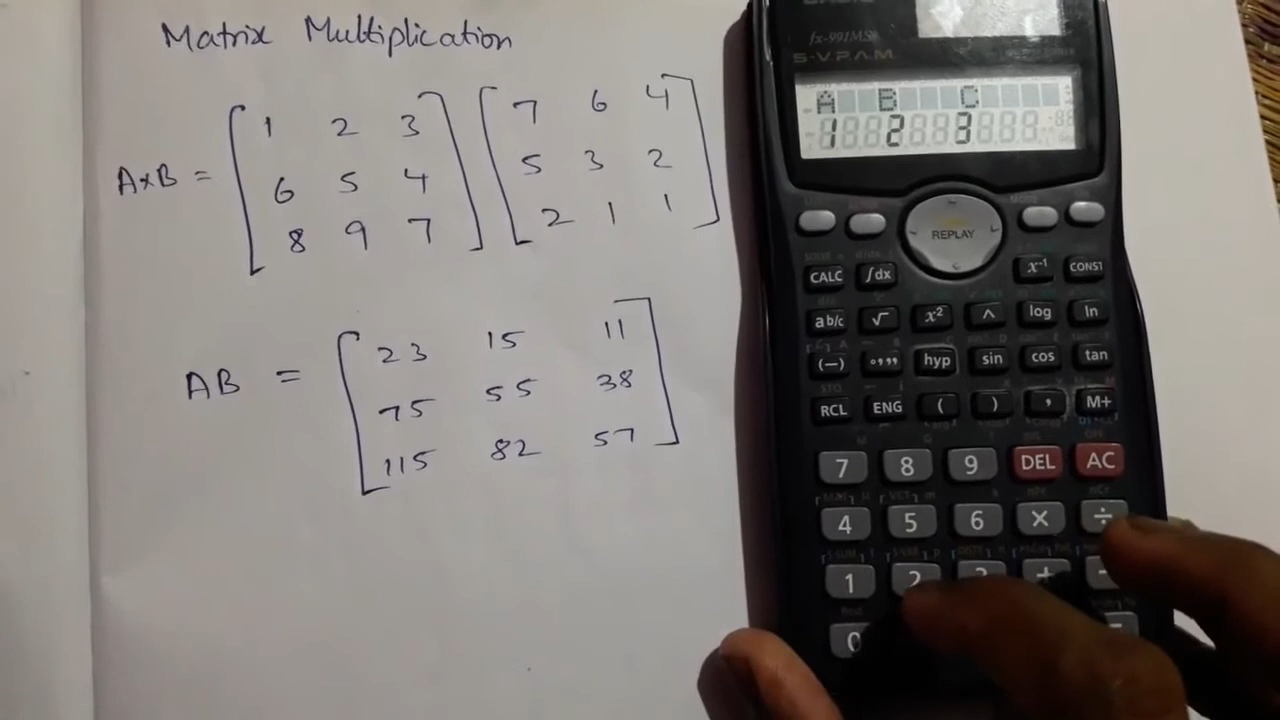 Matrix Multiplication
A×B = [1 2 3] [7 6 4]
[6 5 4] [5 3 2]
[8 9 7] [2 1 1]
AB = [23 15 11]
[75 55 38]
[115 82 57]
CASIO
fx-991MS
S-V.P.A.M.
A B C
1 2 3
REPLAY
CALC ∫dx x⁻¹ CONST
ab/c √ x² ^ log ln
(−) °'" hyp sin cos tan
STO
RCL ENG ( ) , M+
7 8 9 DEL AC
4 5 6 × ÷
1 2 3 + −
0